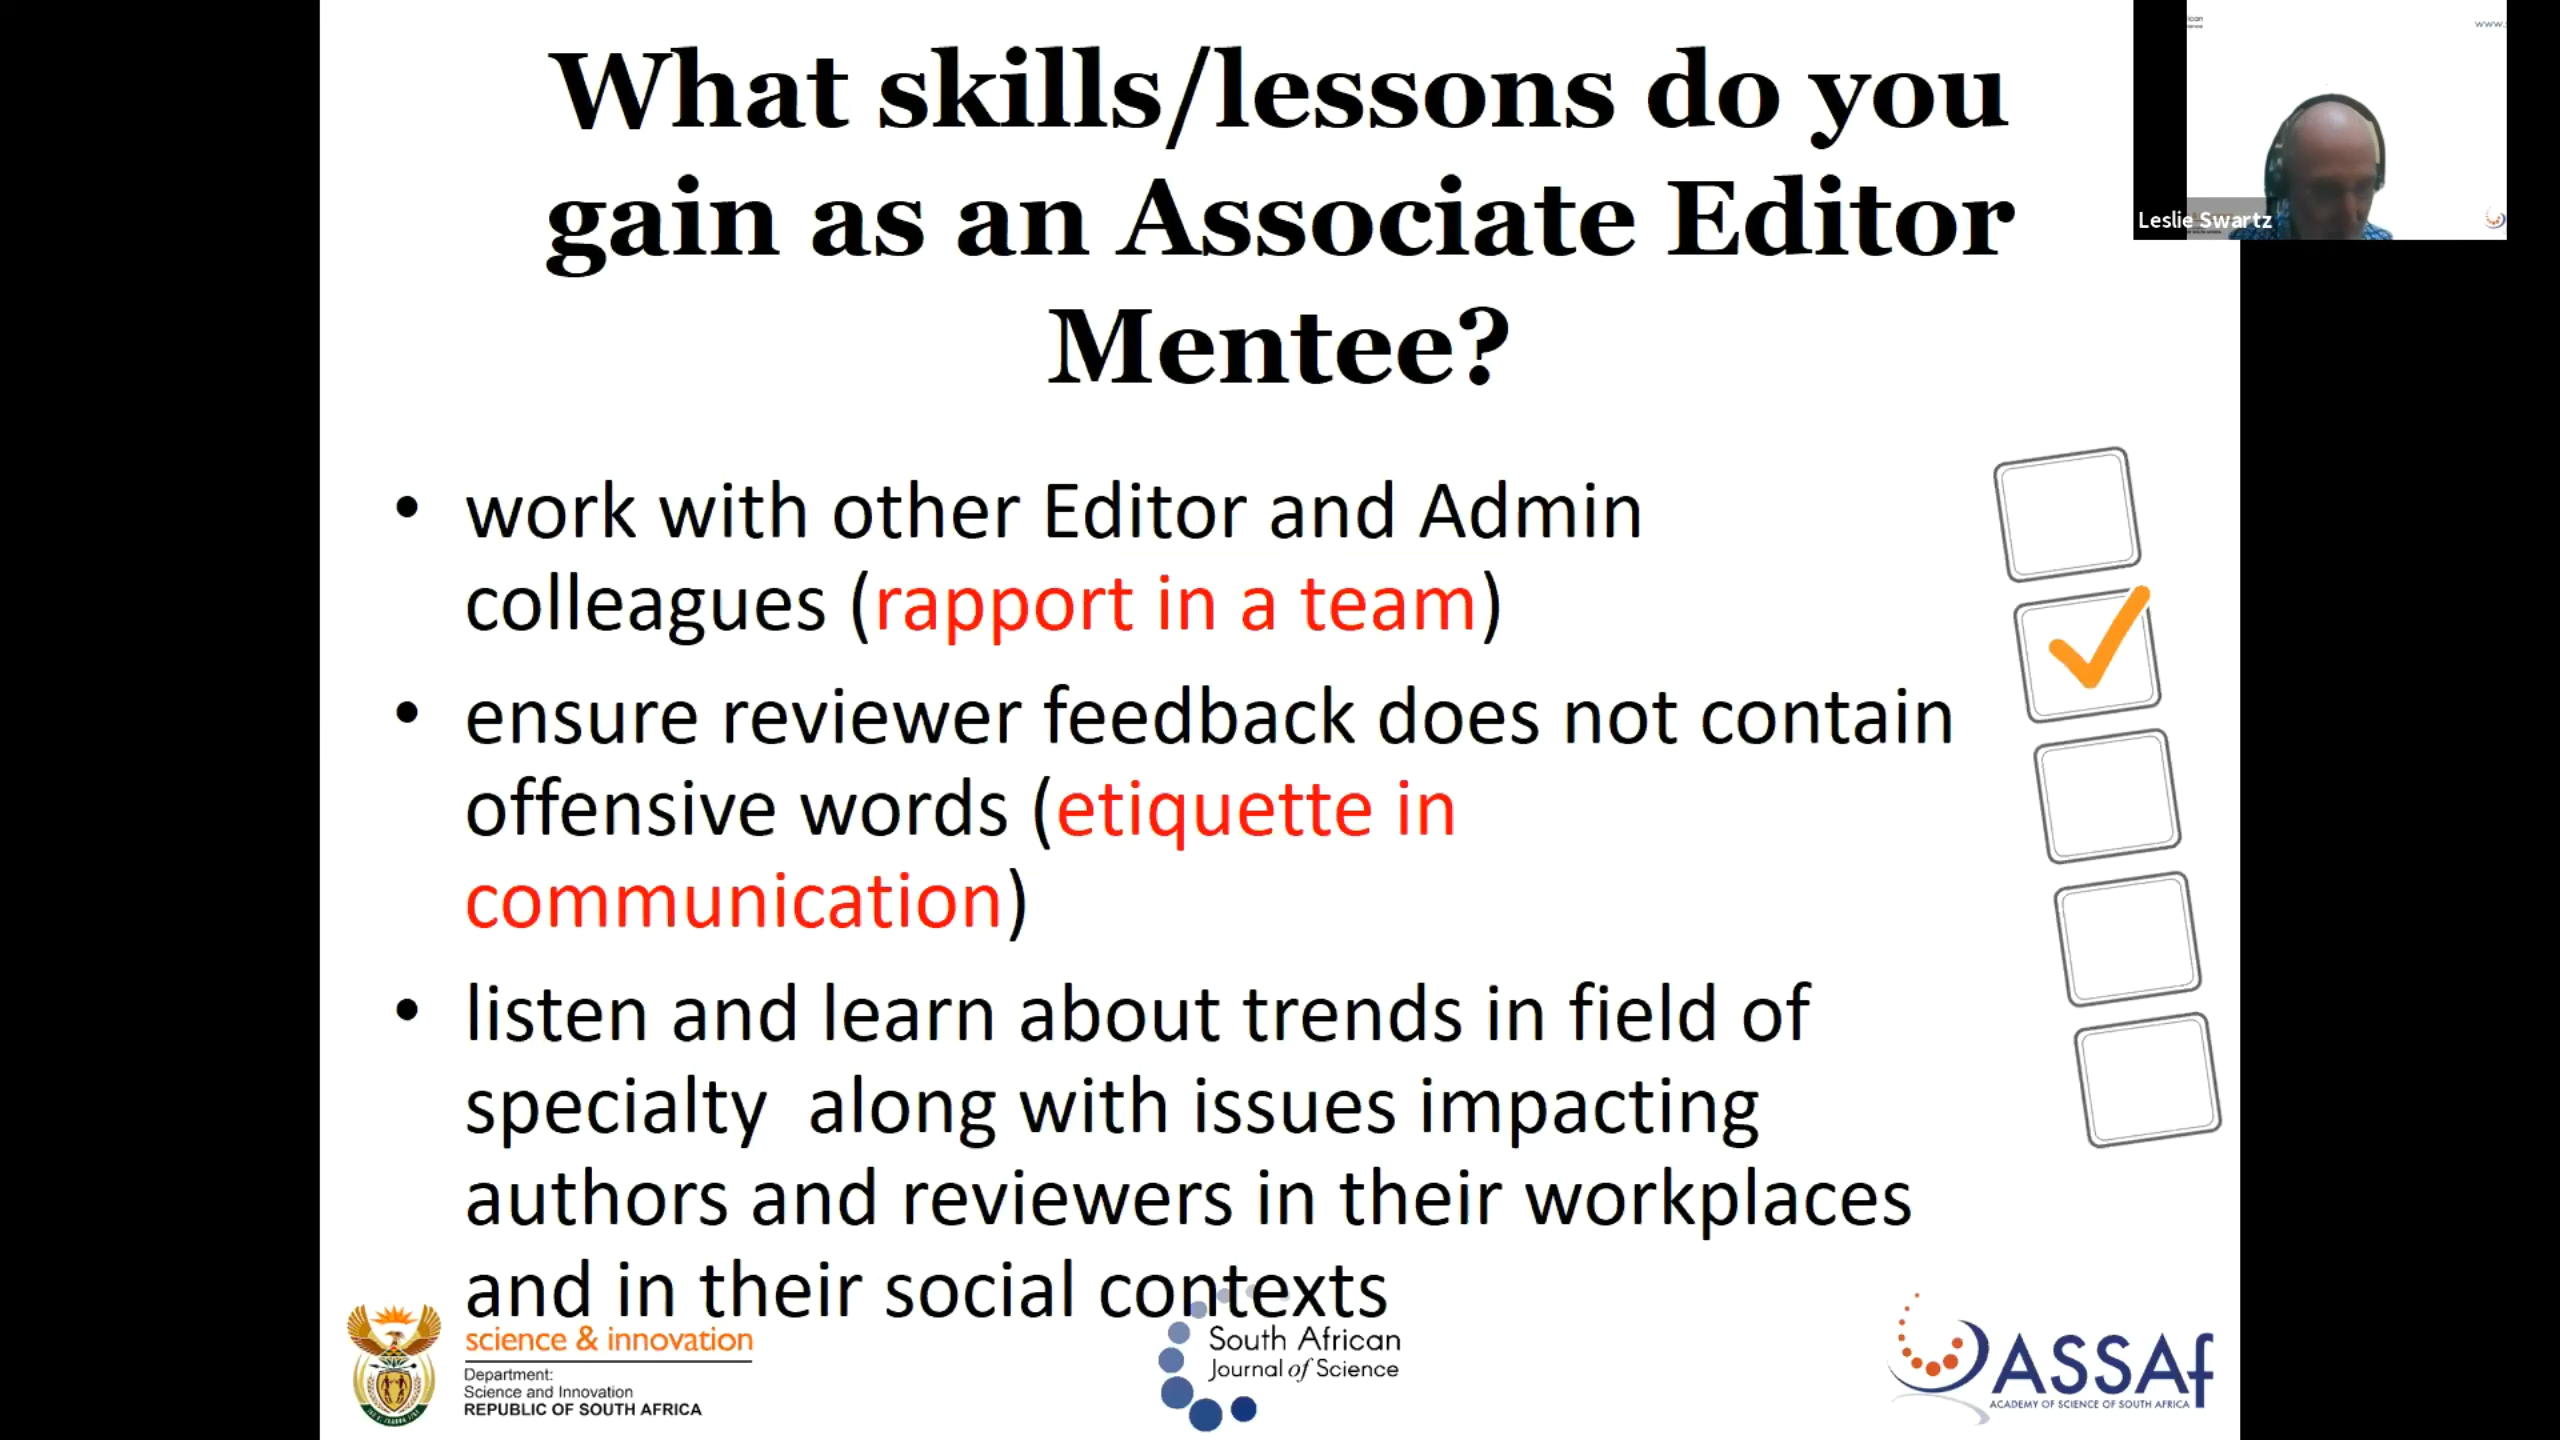 What skills/lessons do you
gain as an Associate Editor
Mentee?
www.
Leslie Swartz
• work with other Editor and Admin
colleagues (rapport in a team)
• ensure reviewer feedback does not contain
offensive words (etiquette in
communication)
• listen and learn about trends in field of
specialty along with issues impacting
authors and reviewers in their workplaces
and in their social contexts
science & innovation
Department:
Science and Innovation
REPUBLIC OF SOUTH AFRICA
South African
Journal of Science
ASSAf
ACADEMY OF SCIENCE OF SOUTH AFRICA